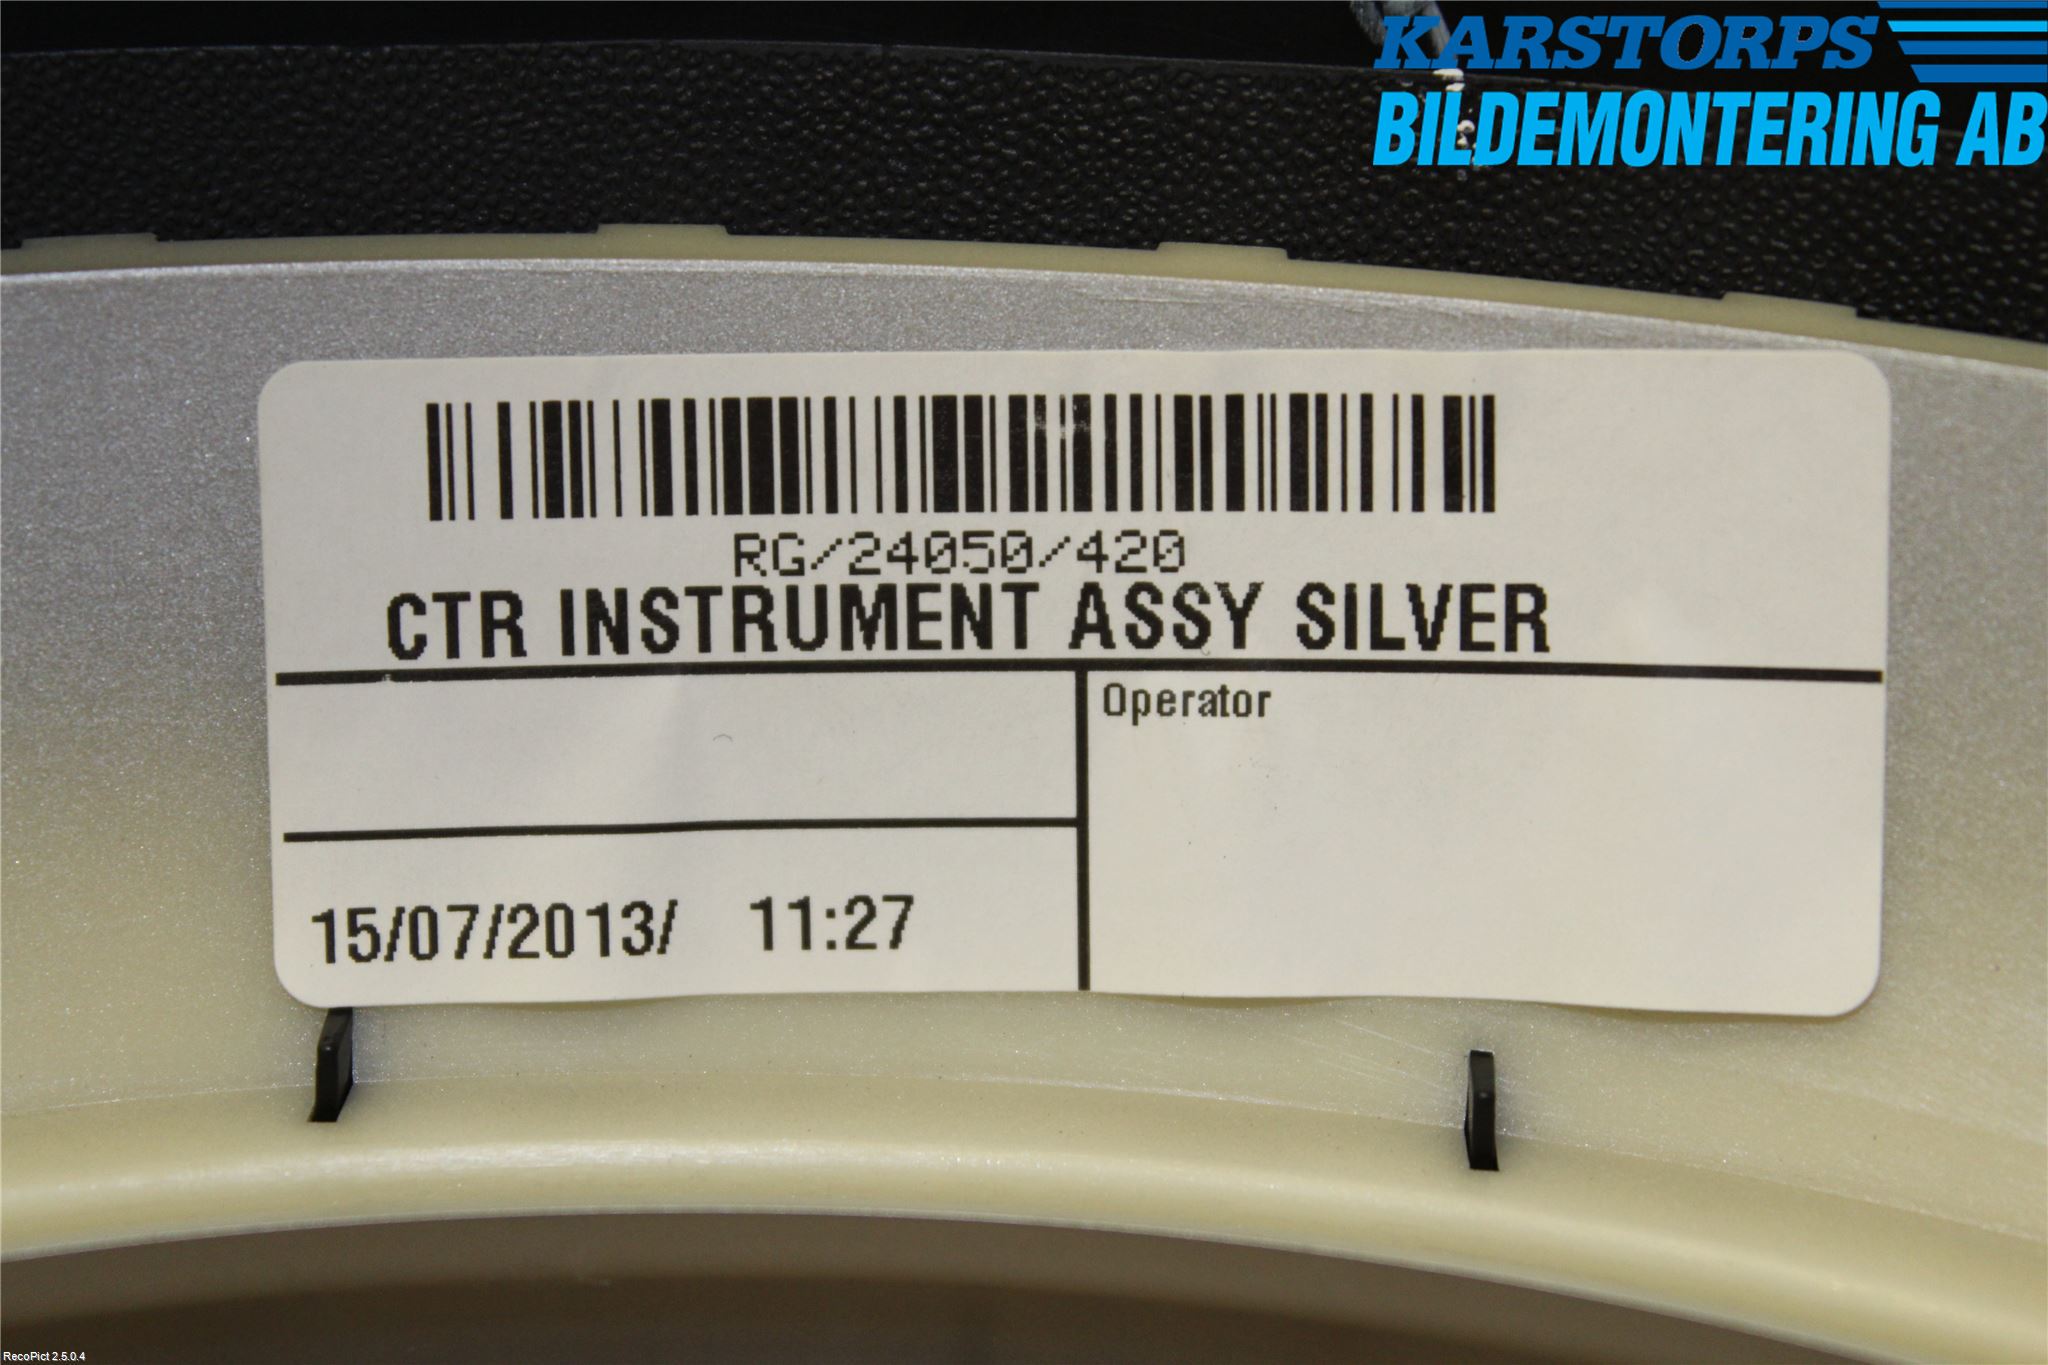 KARSTORPS
BILDEMONTERING AB
RG/24050/420
CTR INSTRUMENT ASSY SILVER
Operator
15/07/2013/ 11:27
RecoPict 2.5.0.4